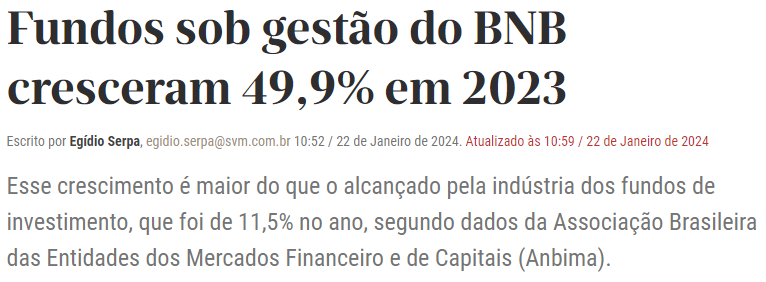 Fundos sob gestão do BNB
cresceram 49,9% em 2023
Escrito por Egídio Serpa, egidio.serpa@svm.com.br 10:52 / 22 de Janeiro de 2024. Atualizado às 10:59 / 22 de Janeiro de 2024
Esse crescimento é maior do que o alcançado pela indústria dos fundos de
investimento, que foi de 11,5% no ano, segundo dados da Associação Brasileira
das Entidades dos Mercados Financeiro e de Capitais (Anbima).